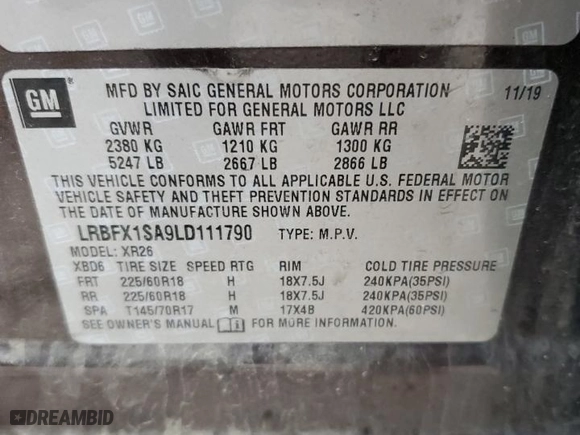 GM
MFD BY SAIC GENERAL MOTORS CORPORATION 11/19
LIMITED FOR GENERAL MOTORS LLC
GVWR GAWR FRT GAWR RR
2380 KG 1210 KG 1300 KG
5247 LB 2667 LB 2866 LB
THIS VEHICLE CONFORMS TO ALL APPLICABLE U.S. FEDERAL MOTOR
VEHICLE SAFETY AND THEFT PREVENTION STANDARDS IN EFFECT ON
THE DATE OF MANUFACTURE SHOWN ABOVE.
LRBFX1SA9LD111790 TYPE: M.P.V.
MODEL: XR26
XBD6 TIRE SIZE SPEED RTG RIM COLD TIRE PRESSURE
FRT 225/60R18 H 18X7.5J 240KPA(35PSI)
RR 225/60R18 H 18X7.5J 240KPA(35PSI)
SPA T145/70R17 M 17X4B 420KPA(60PSI)
SEE OWNER'S MANUAL FOR MORE INFORMATION.
DREAMBID